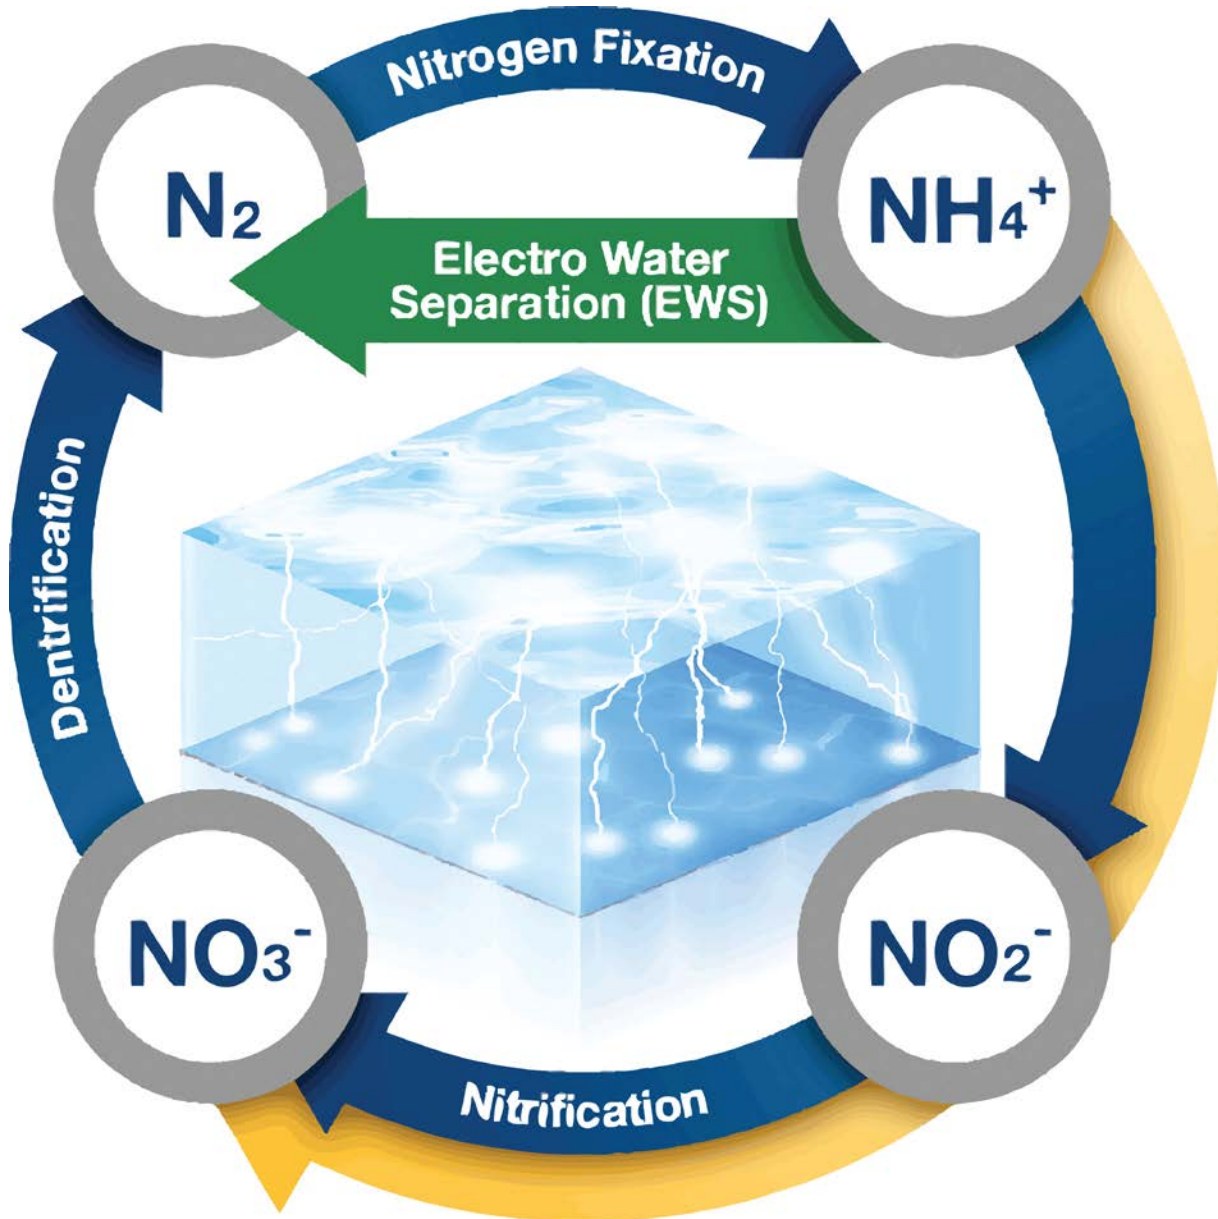 Nitrogen Fixation
N₂
NH₄⁺
Electro Water
Separation (EWS)
Dentrification
NO₃⁻
NO₂⁻
Nitrification